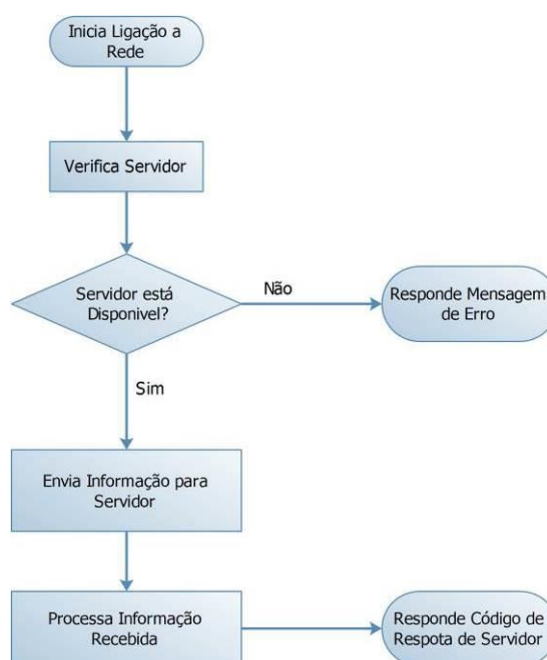 Inicia Ligação a
Rede
Verifica Servidor
Servidor está
Disponivel?
Não
Responde Mensagem
de Erro
Sim
Envia Informação para
Servidor
Processa Informação
Recebida
Responde Código de
Respota de Servidor